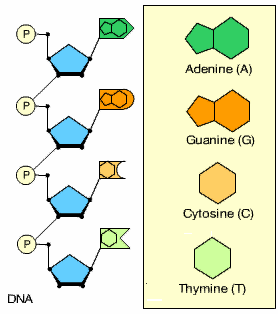 P
Adenine (A)
P
Guanine (G)
P
Cytosine (C)
P
Thymine (T)
DNA